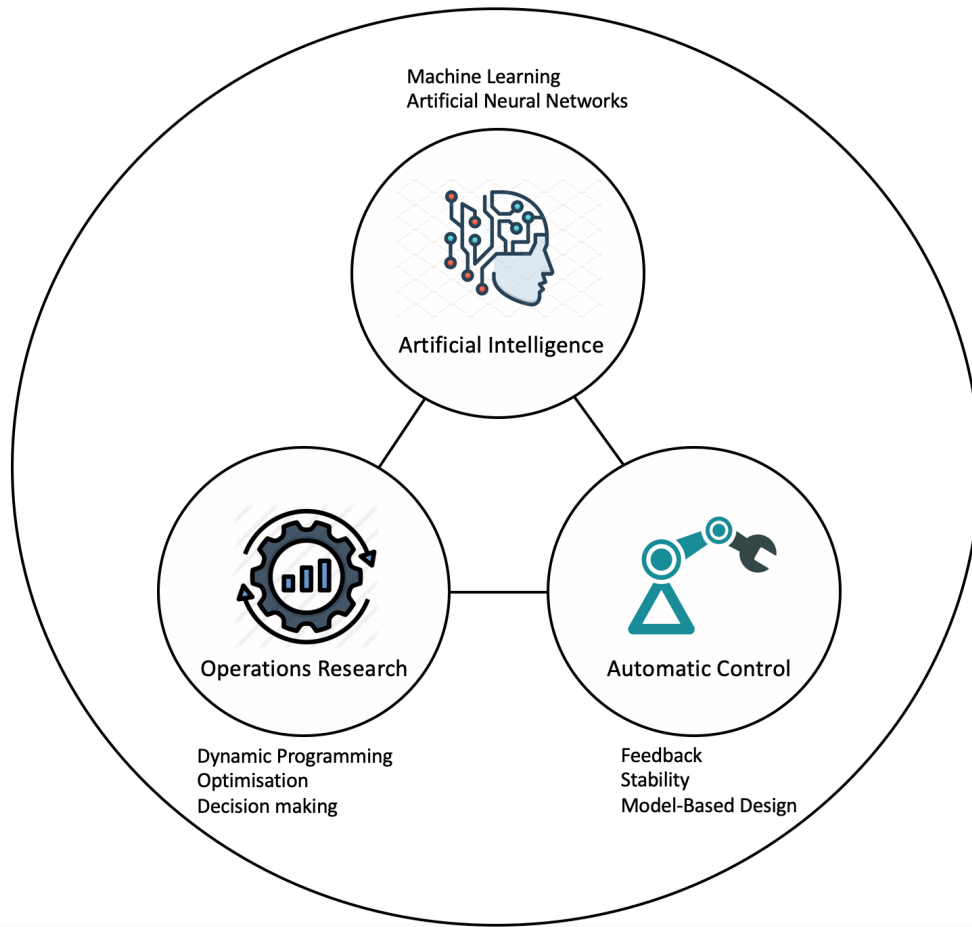 Machine Learning
Artificial Neural Networks
Artificial Intelligence
Operations Research
Automatic Control
Dynamic Programming
Optimisation
Decision making
Feedback
Stability
Model-Based Design